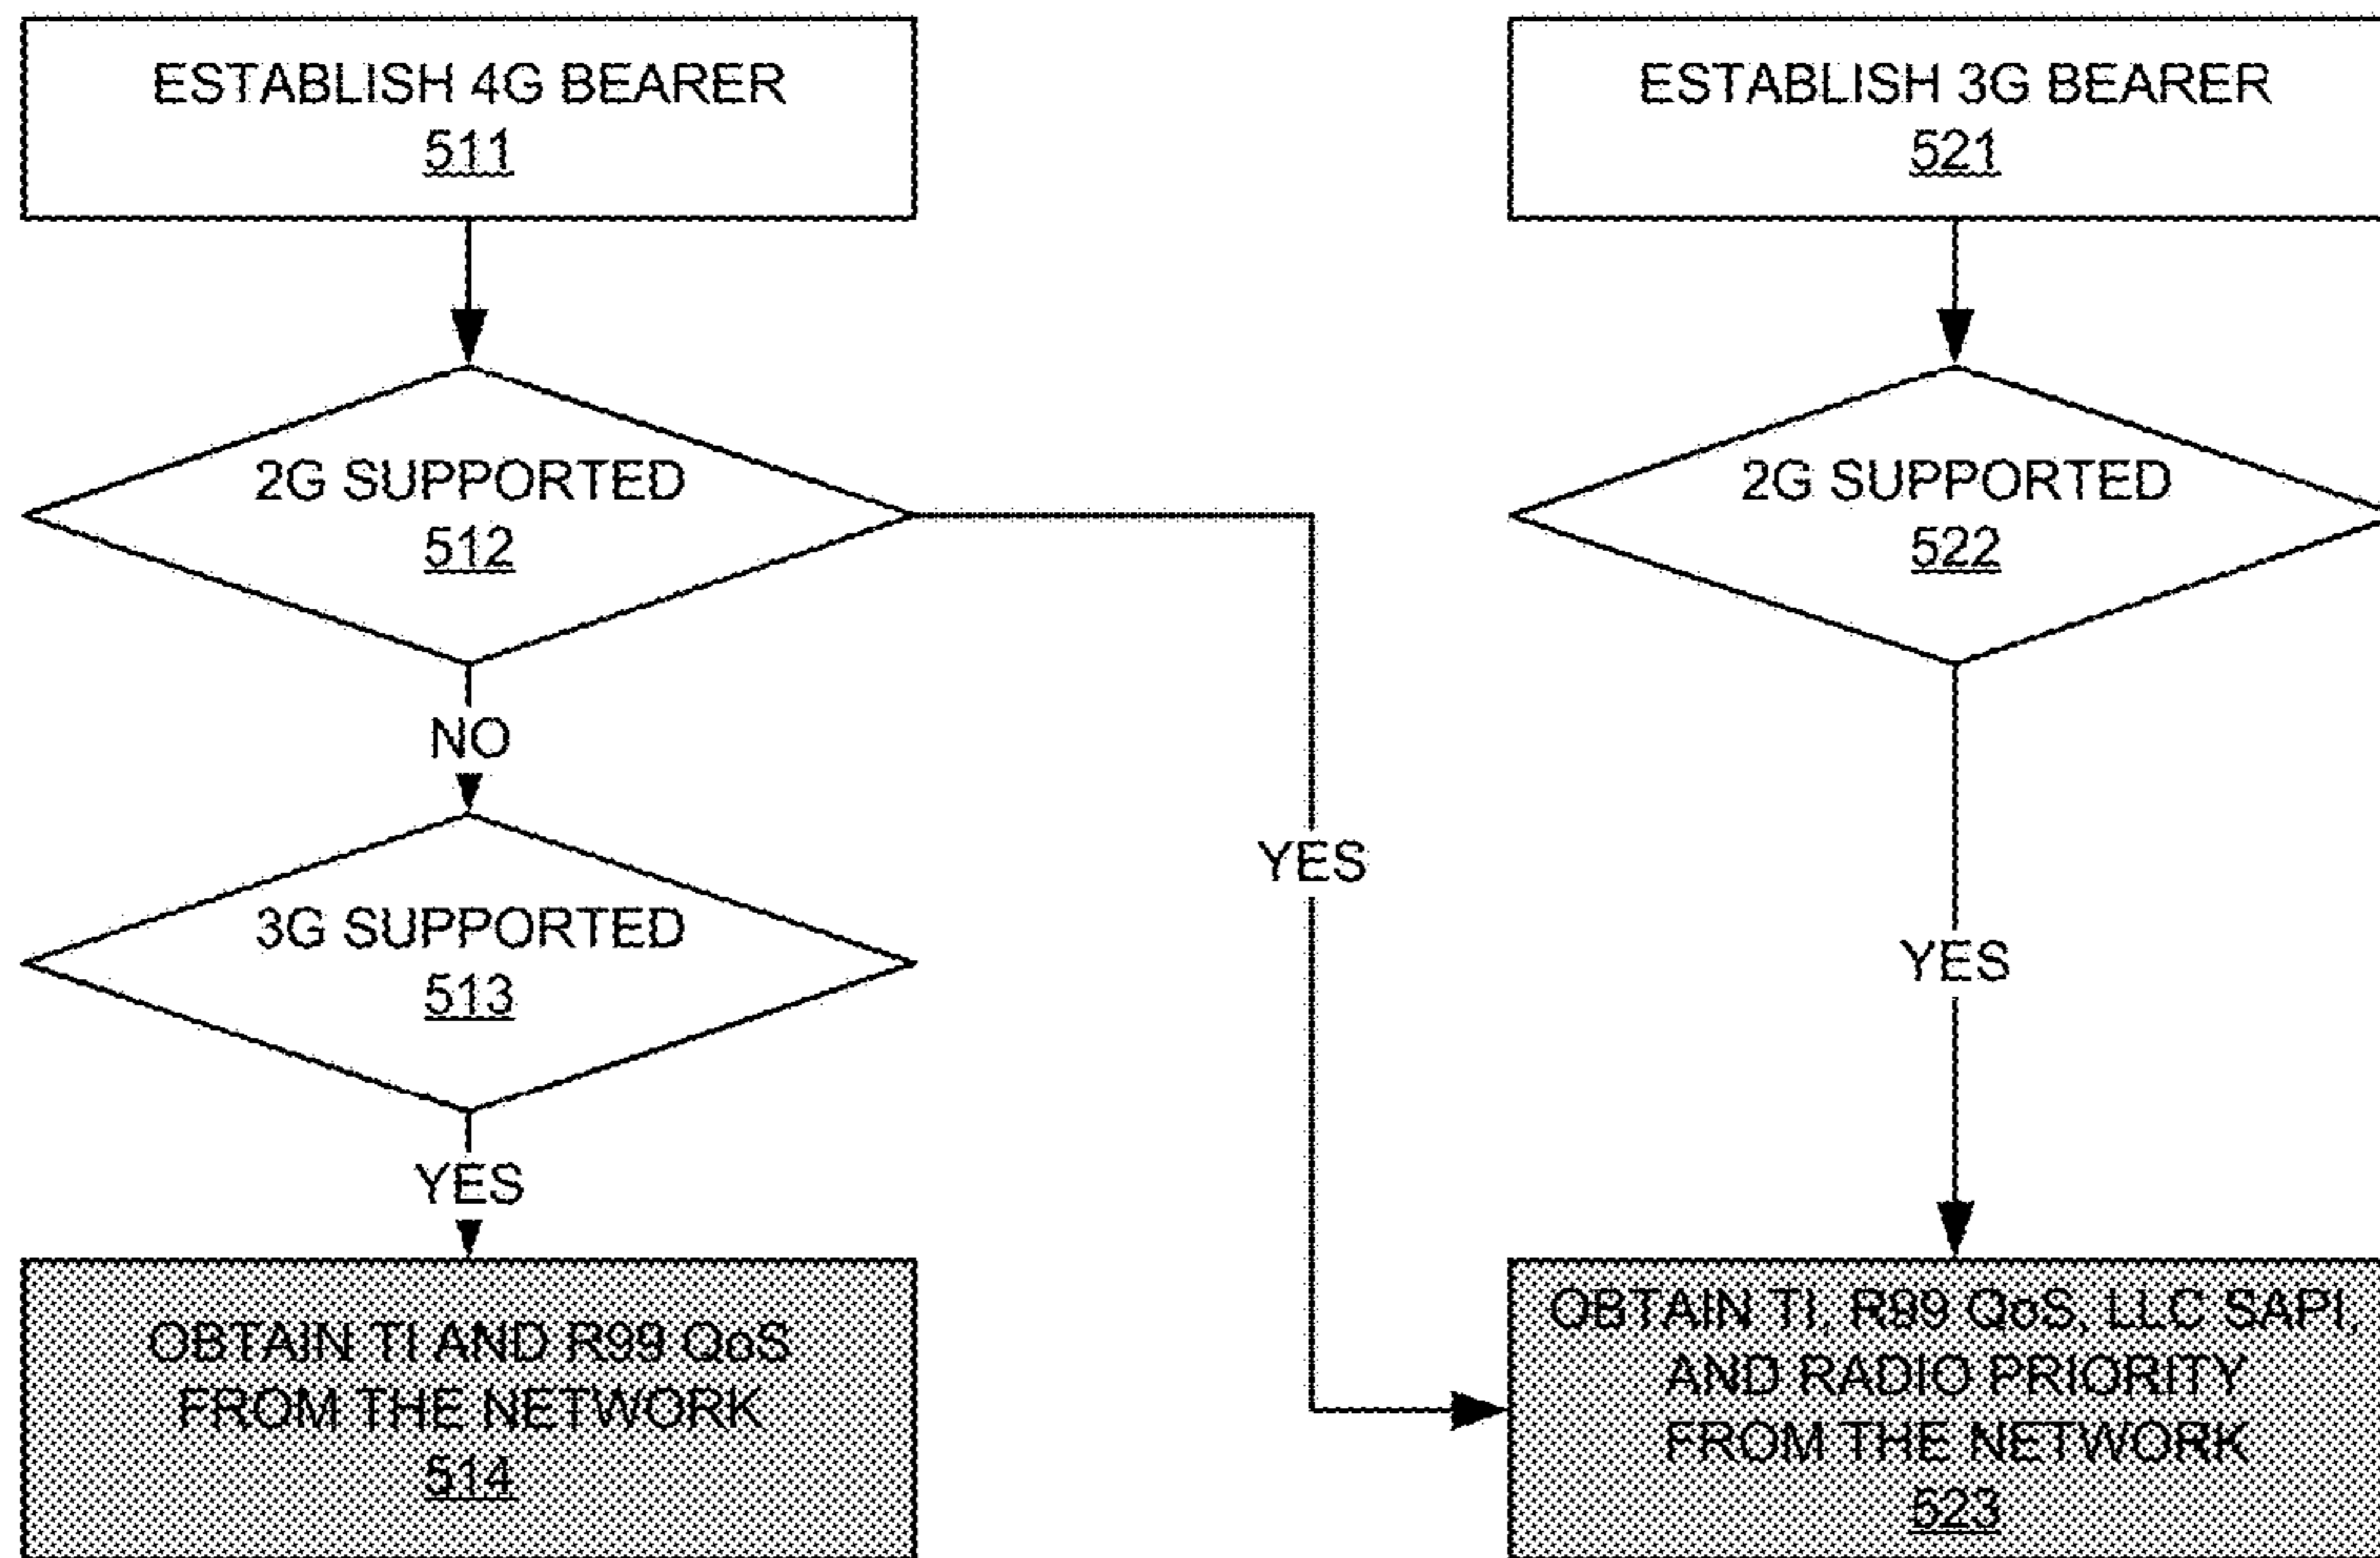 ESTABLISH 4G BEARER
511
2G SUPPORTED
512
NO
3G SUPPORTED
513
YES
OBTAIN TI AND R99 QoS
FROM THE NETWORK
514
YES
ESTABLISH 3G BEARER
521
2G SUPPORTED
522
YES
OBTAIN TI, R99 QoS, LLC SAPI,
AND RADIO PRIORITY
FROM THE NETWORK
523